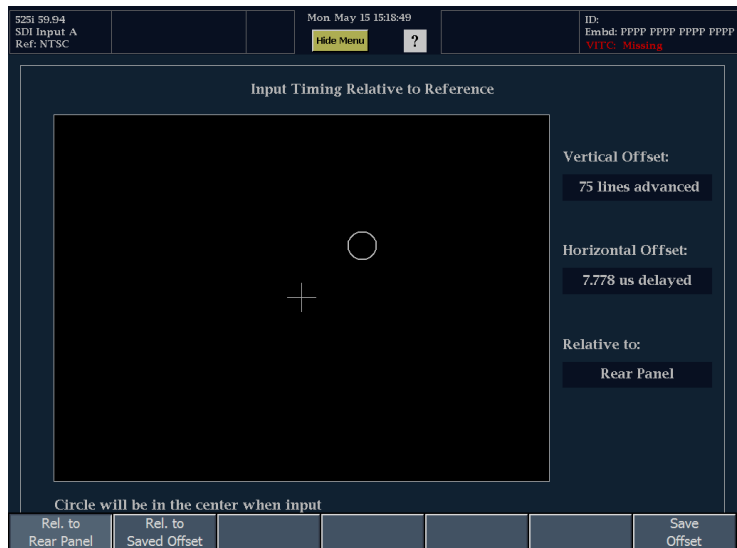 525i 59.94
SDI Input A
Ref: NTSC
Mon May 15 15:18:49
Hide Menu
?
ID:
Embd: PPPP PPPP PPPP PPPP
VITC: Missing
Input Timing Relative to Reference
Vertical Offset:
75 lines advanced
Horizontal Offset:
7.778 us delayed
Relative to:
Rear Panel
Circle will be in the center when input
Rel. to
Rear Panel
Rel. to
Saved Offset
Save
Offset